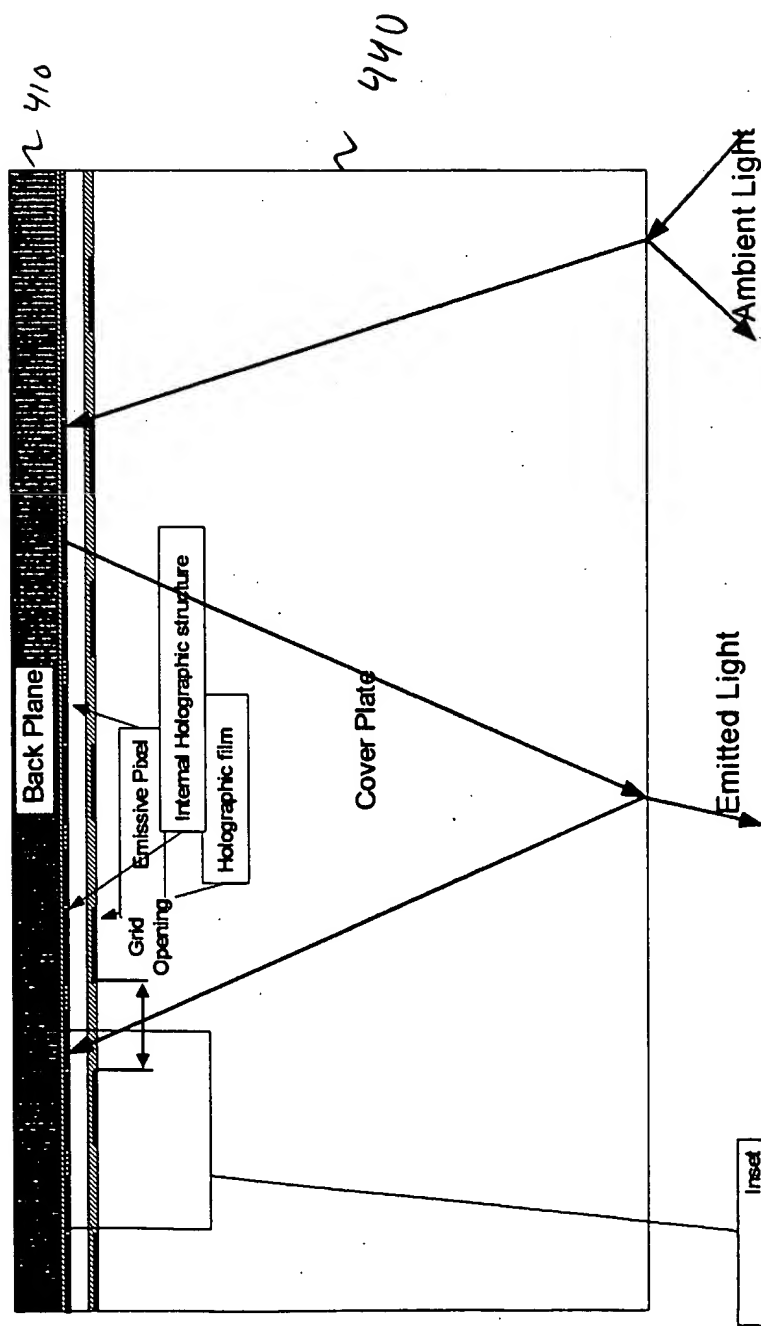 ~ 410
~ 440
Back Plane
Emissive Pixel
Internal Holographic structure
Holographic film
Grid
Opening
Cover Plate
Emitted Light
Ambient Light
Inset